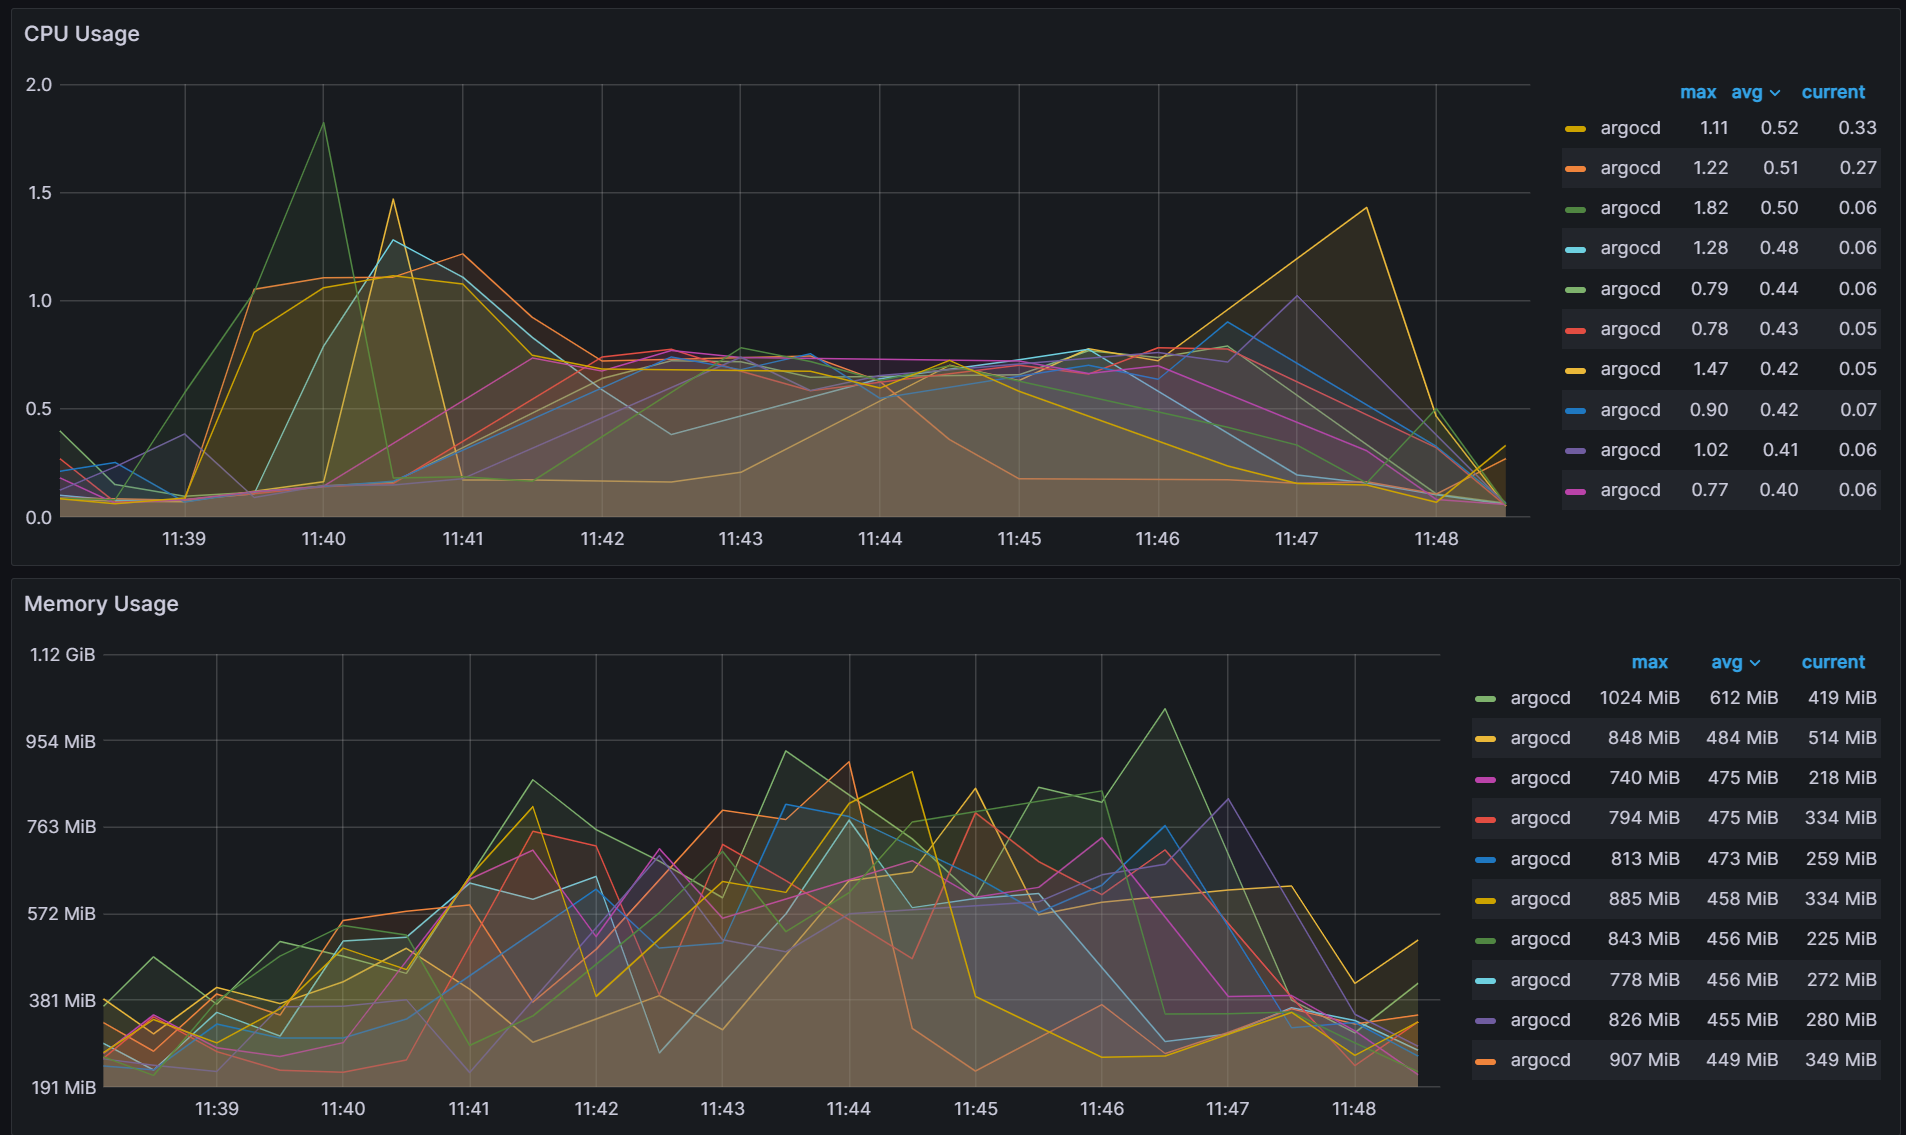 CPU Usage
2.0
1.5
1.0
0.5
0.0
11:39 11:40 11:41 11:42 11:43 11:44 11:45 11:46 11:47 11:48
max avg current
argocd 1.11 0.52 0.33
argocd 1.22 0.51 0.27
argocd 1.82 0.50 0.06
argocd 1.28 0.48 0.06
argocd 0.79 0.44 0.06
argocd 0.78 0.43 0.05
argocd 1.47 0.42 0.05
argocd 0.90 0.42 0.07
argocd 1.02 0.41 0.06
argocd 0.77 0.40 0.06
Memory Usage
1.12 GiB
954 MiB
763 MiB
572 MiB
381 MiB
191 MiB
11:39 11:40 11:41 11:42 11:43 11:44 11:45 11:46 11:47 11:48
max avg current
argocd 1024 MiB 612 MiB 419 MiB
argocd 848 MiB 484 MiB 514 MiB
argocd 740 MiB 475 MiB 218 MiB
argocd 794 MiB 475 MiB 334 MiB
argocd 813 MiB 473 MiB 259 MiB
argocd 885 MiB 458 MiB 334 MiB
argocd 843 MiB 456 MiB 225 MiB
argocd 778 MiB 456 MiB 272 MiB
argocd 826 MiB 455 MiB 280 MiB
argocd 907 MiB 449 MiB 349 MiB